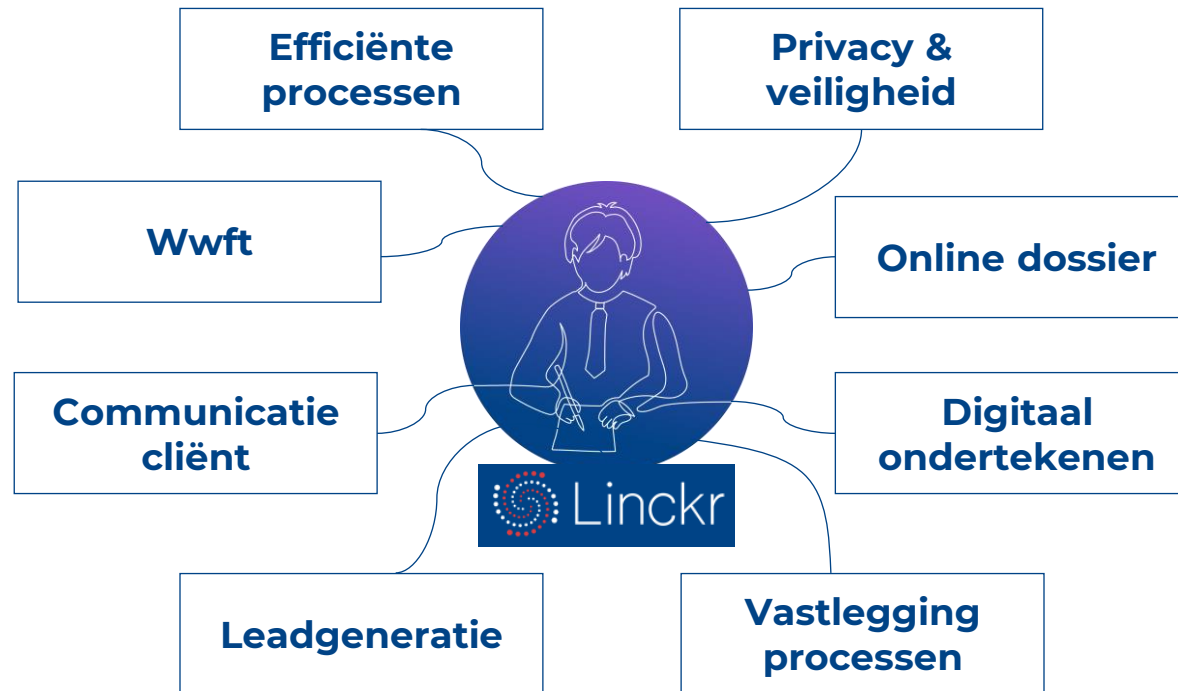 Efficiënte
processen
Privacy &
veiligheid
Wwft
Online dossier
Communicatie
cliënt
Digitaal
ondertekenen
Linckr
Leadgeneratie
Vastlegging
processen